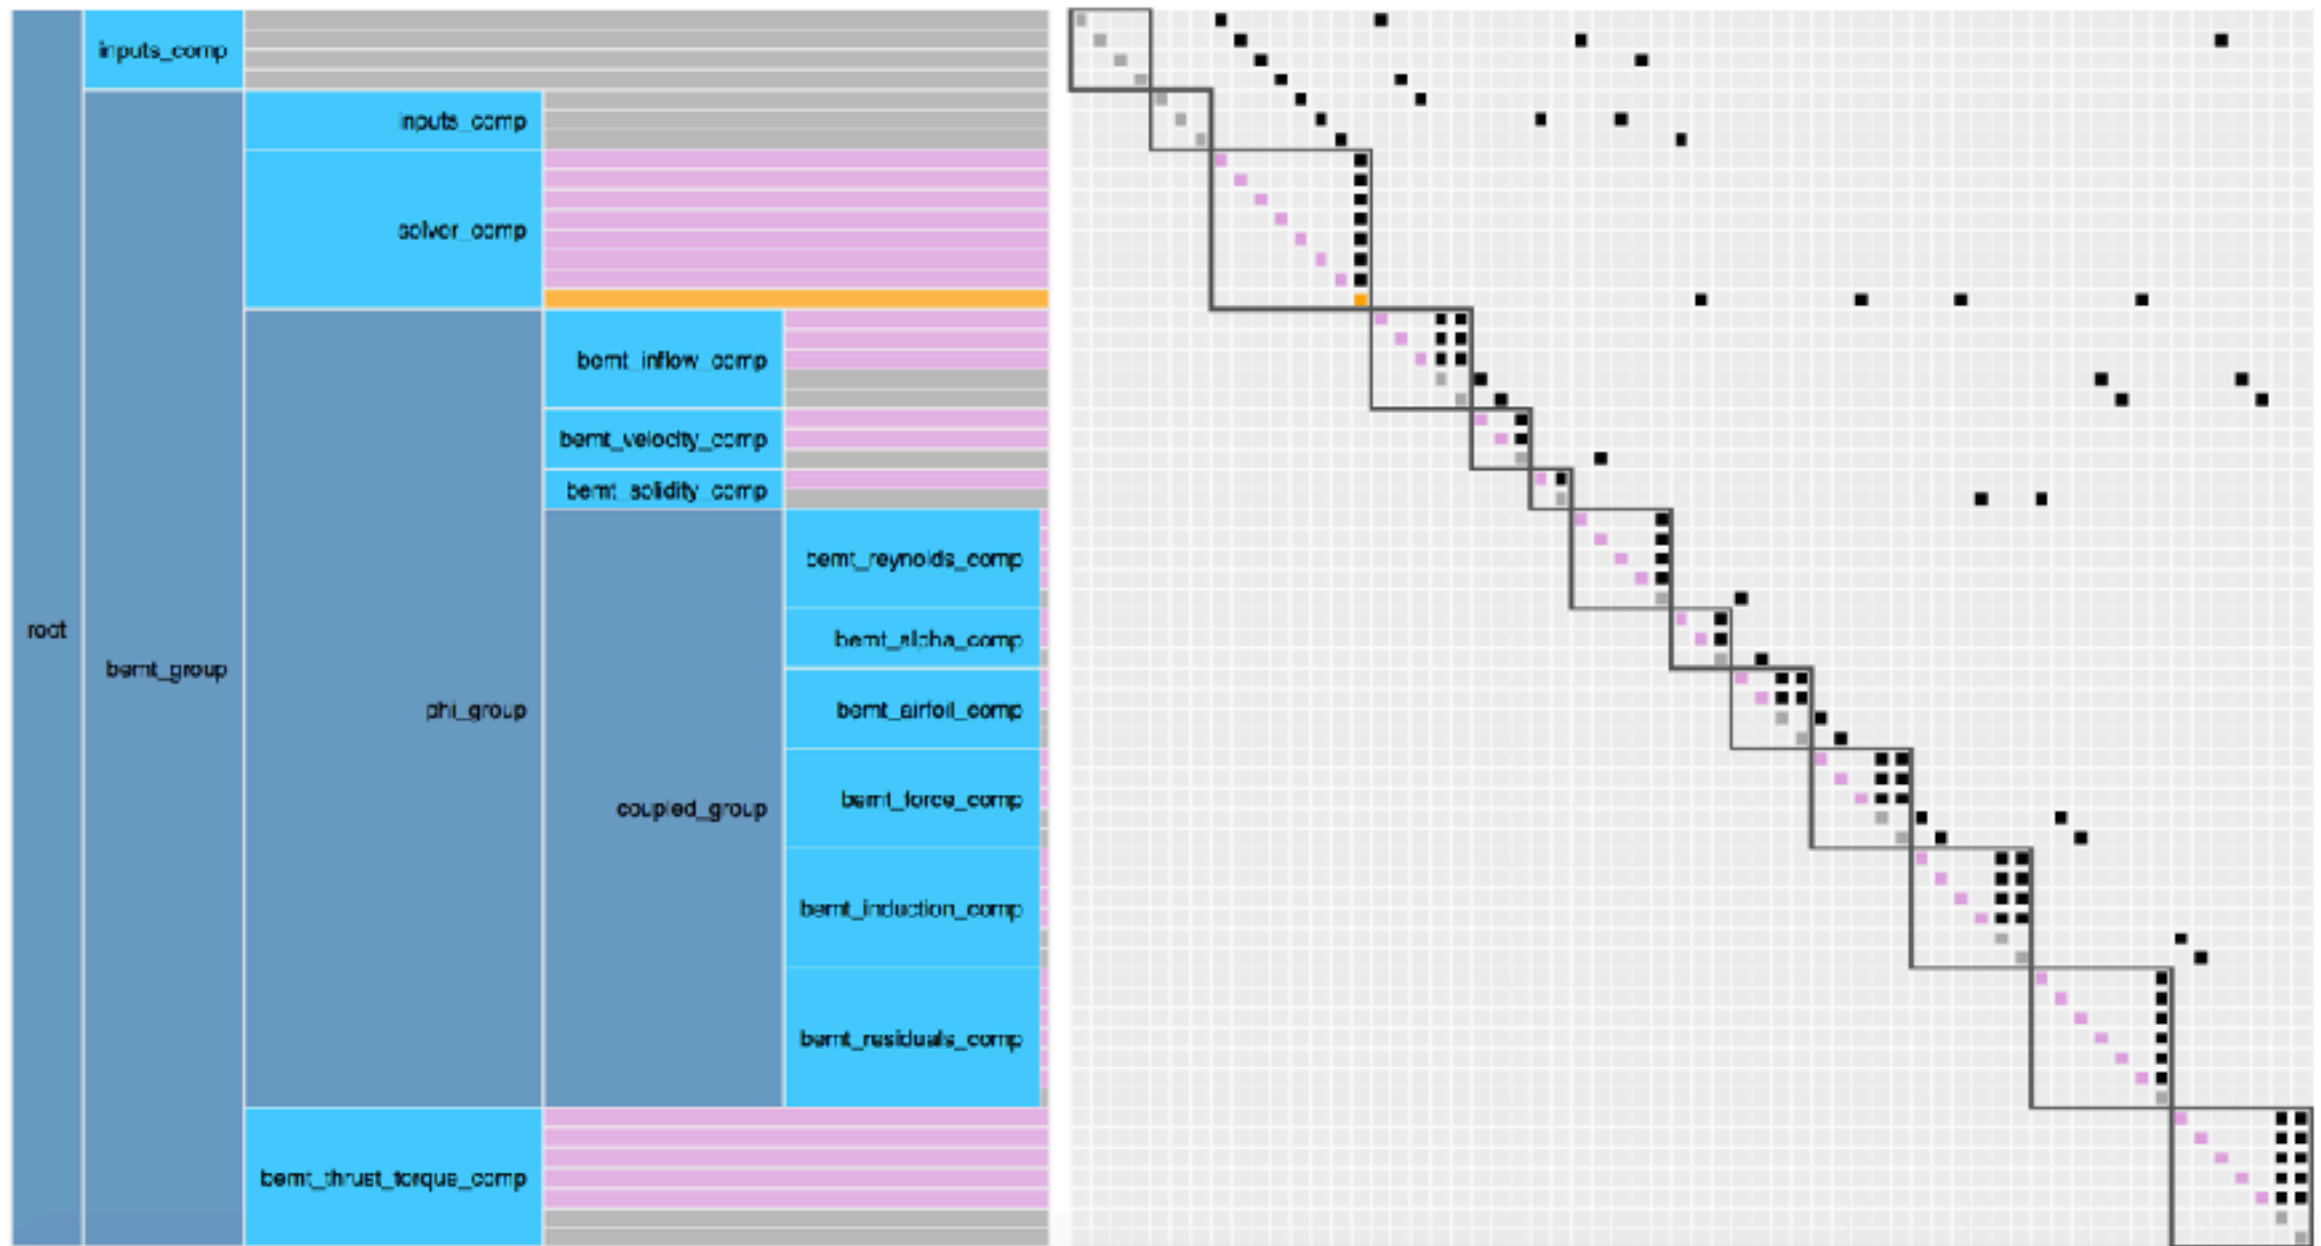 root
inputs_comp
bemt_group
inputs_comp
solver_comp
phi_group
bemt_inflow_comp
bemt_velocity_comp
bemt_solidity_comp
coupled_group
bemt_reynolds_comp
bemt_alpha_comp
bemt_airfoil_comp
bemt_force_comp
bemt_induction_comp
bemt_residuals_comp
bemt_thrust_torque_comp